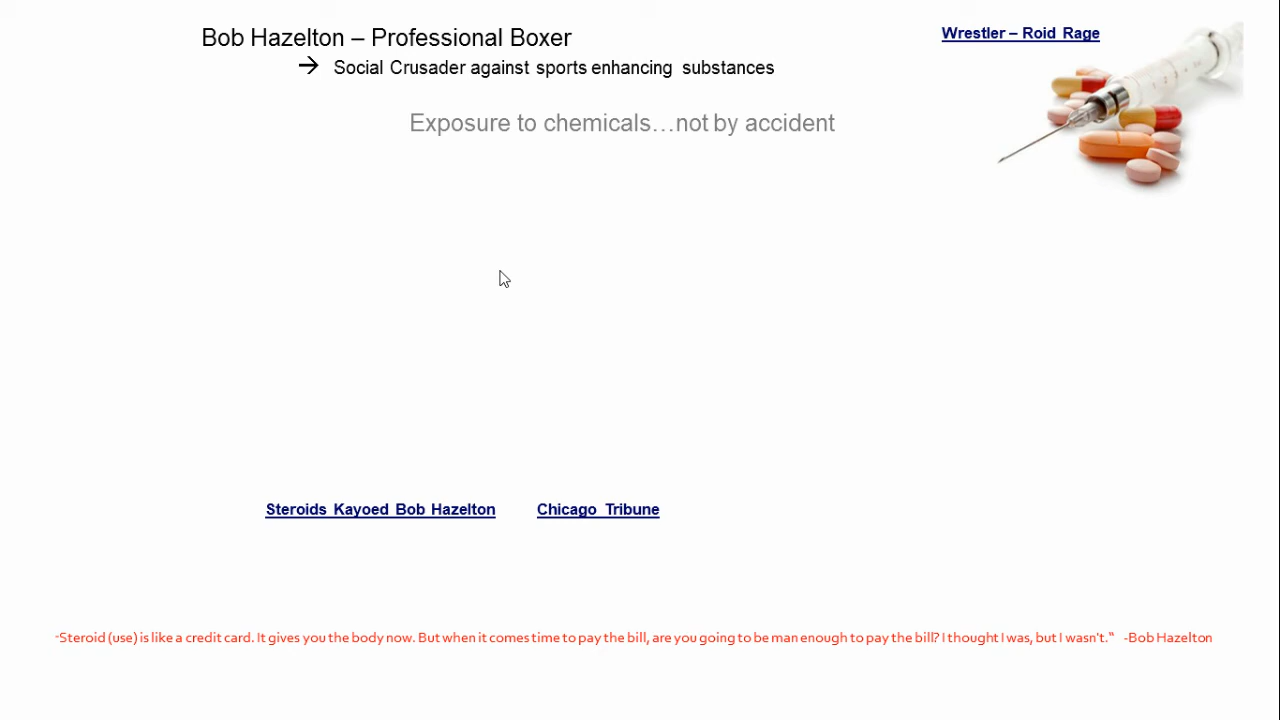 Bob Hazelton – Professional Boxer
Wrestler – Roid Rage
→ Social Crusader against sports enhancing substances
Exposure to chemicals…not by accident
Steroids Kayoed Bob Hazelton
Chicago Tribune
"Steroid (use) is like a credit card. It gives you the body now. But when it comes time to pay the bill, are you going to be man enough to pay the bill? I thought I was, but I wasn't." -Bob Hazelton